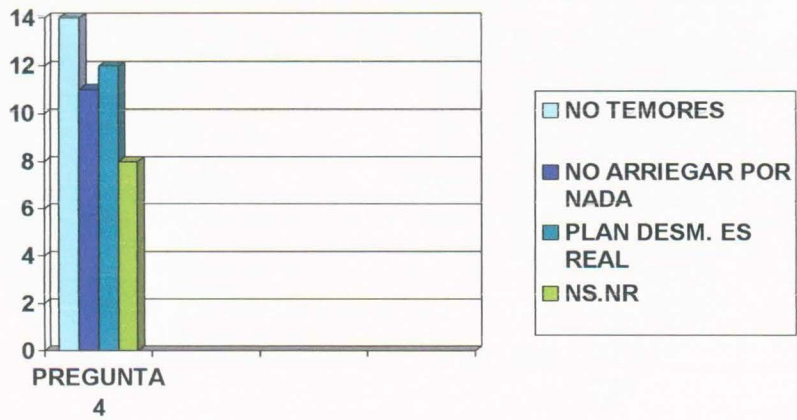 14
12
10
8
6
4
2
0
PREGUNTA
4
NO TEMORES
NO ARRIEGAR POR
NADA
PLAN DESM. ES
REAL
NS.NR